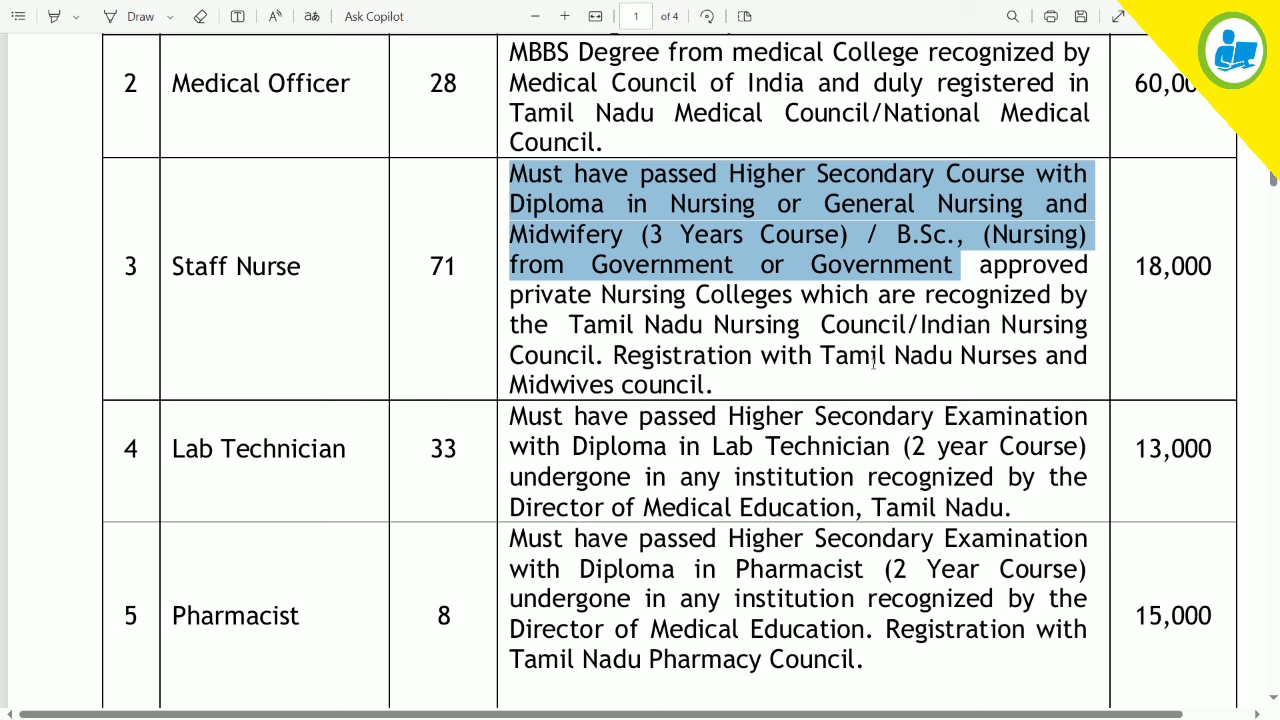 Draw
Ask Copilot
1 of 4
MBBS Degree from medical College recognized by
2 Medical Officer 28 Medical Council of India and duly registered in 60,00
Tamil Nadu Medical Council/National Medical
Council.
Must have passed Higher Secondary Course with
Diploma in Nursing or General Nursing and
Midwifery (3 Years Course) / B.Sc., (Nursing)
3 Staff Nurse 71 from Government or Government approved 18,000
private Nursing Colleges which are recognized by
the Tamil Nadu Nursing Council/Indian Nursing
Council. Registration with Tamil Nadu Nurses and
Midwives council.
Must have passed Higher Secondary Examination
4 Lab Technician 33 with Diploma in Lab Technician (2 year Course) 13,000
undergone in any institution recognized by the
Director of Medical Education, Tamil Nadu.
Must have passed Higher Secondary Examination
with Diploma in Pharmacist (2 Year Course)
undergone in any institution recognized by the
5 Pharmacist 8 Director of Medical Education. Registration with 15,000
Tamil Nadu Pharmacy Council.